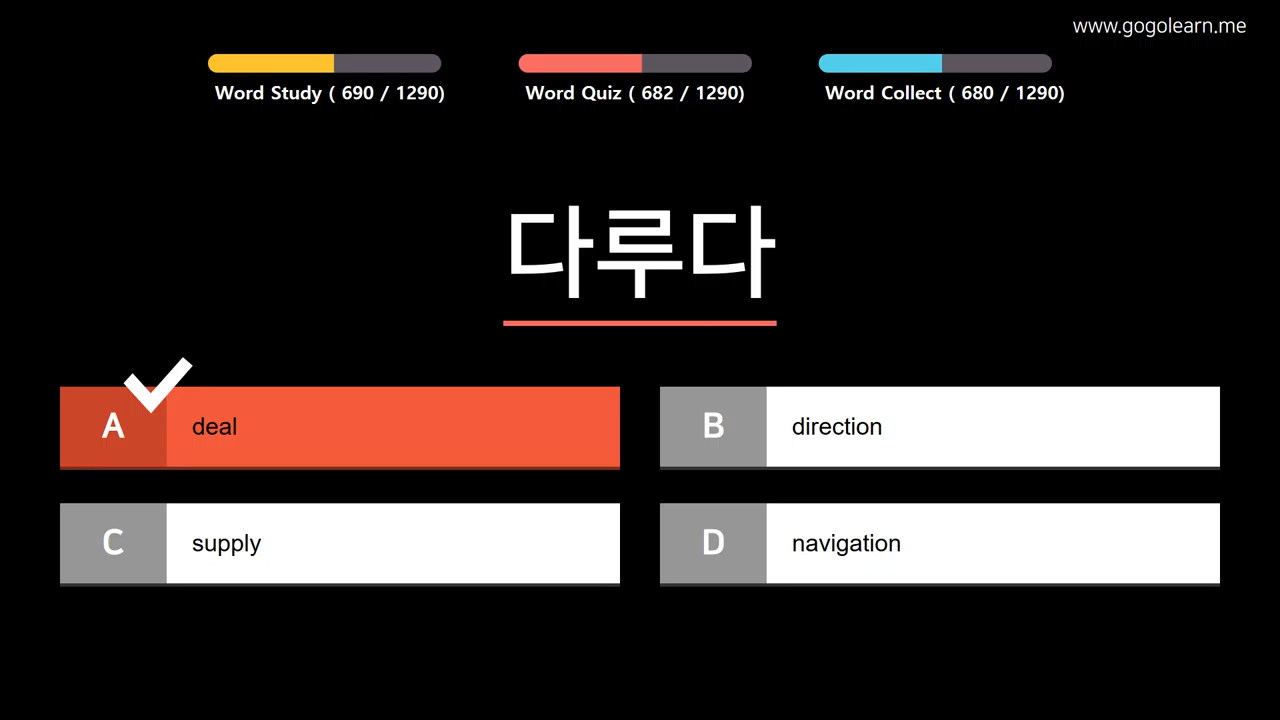 www.gogolearn.me
Word Study ( 690 / 1290)
Word Quiz ( 682 / 1290)
Word Collect ( 680 / 1290)
다루다
A deal
B direction
C supply
D navigation